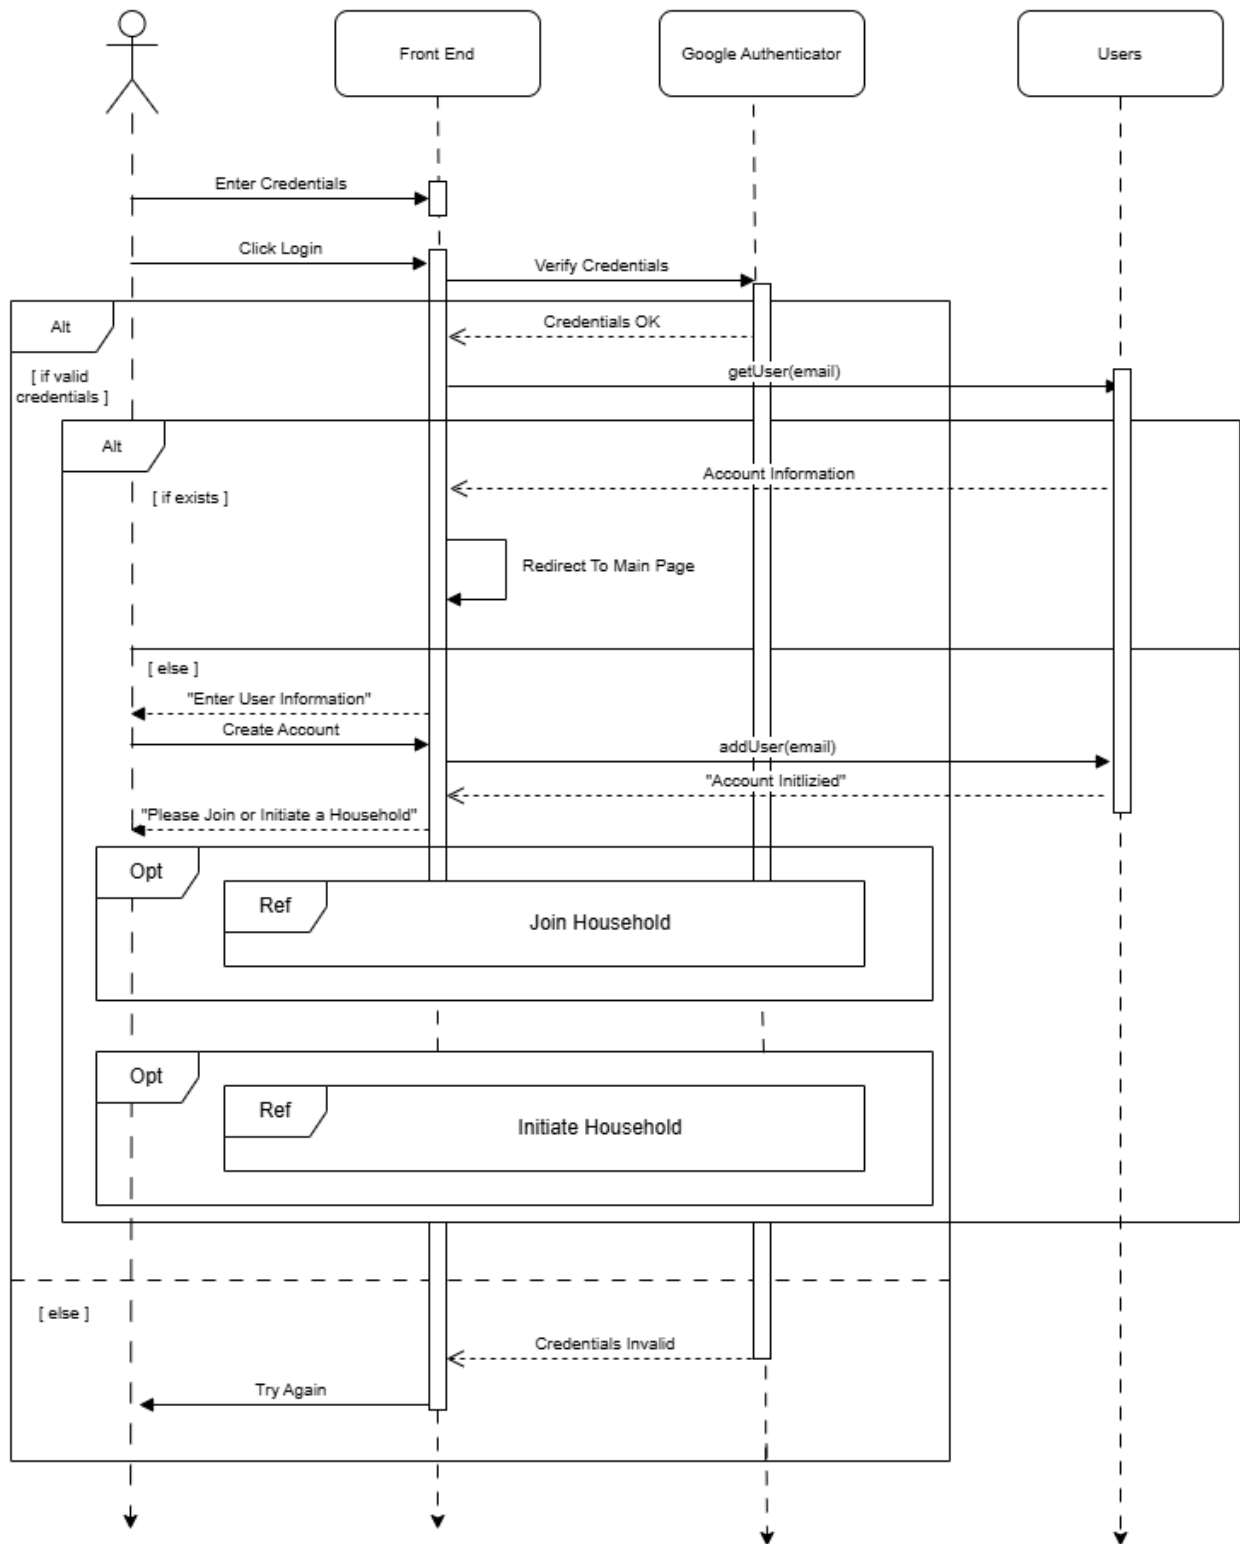 Front End
Google Authenticator
Users
Enter Credentials
Click Login
Verify Credentials
Alt
Credentials OK
[ if valid
credentials ]
getUser(email)
Alt
Account Information
[ if exists ]
Redirect To Main Page
[ else ]
"Enter User Information"
Create Account
addUser(email)
"Account Initlizied"
"Please Join or Initiate a Household"
Opt
Ref
Join Household
Opt
Ref
Initiate Household
[ else ]
Credentials Invalid
Try Again